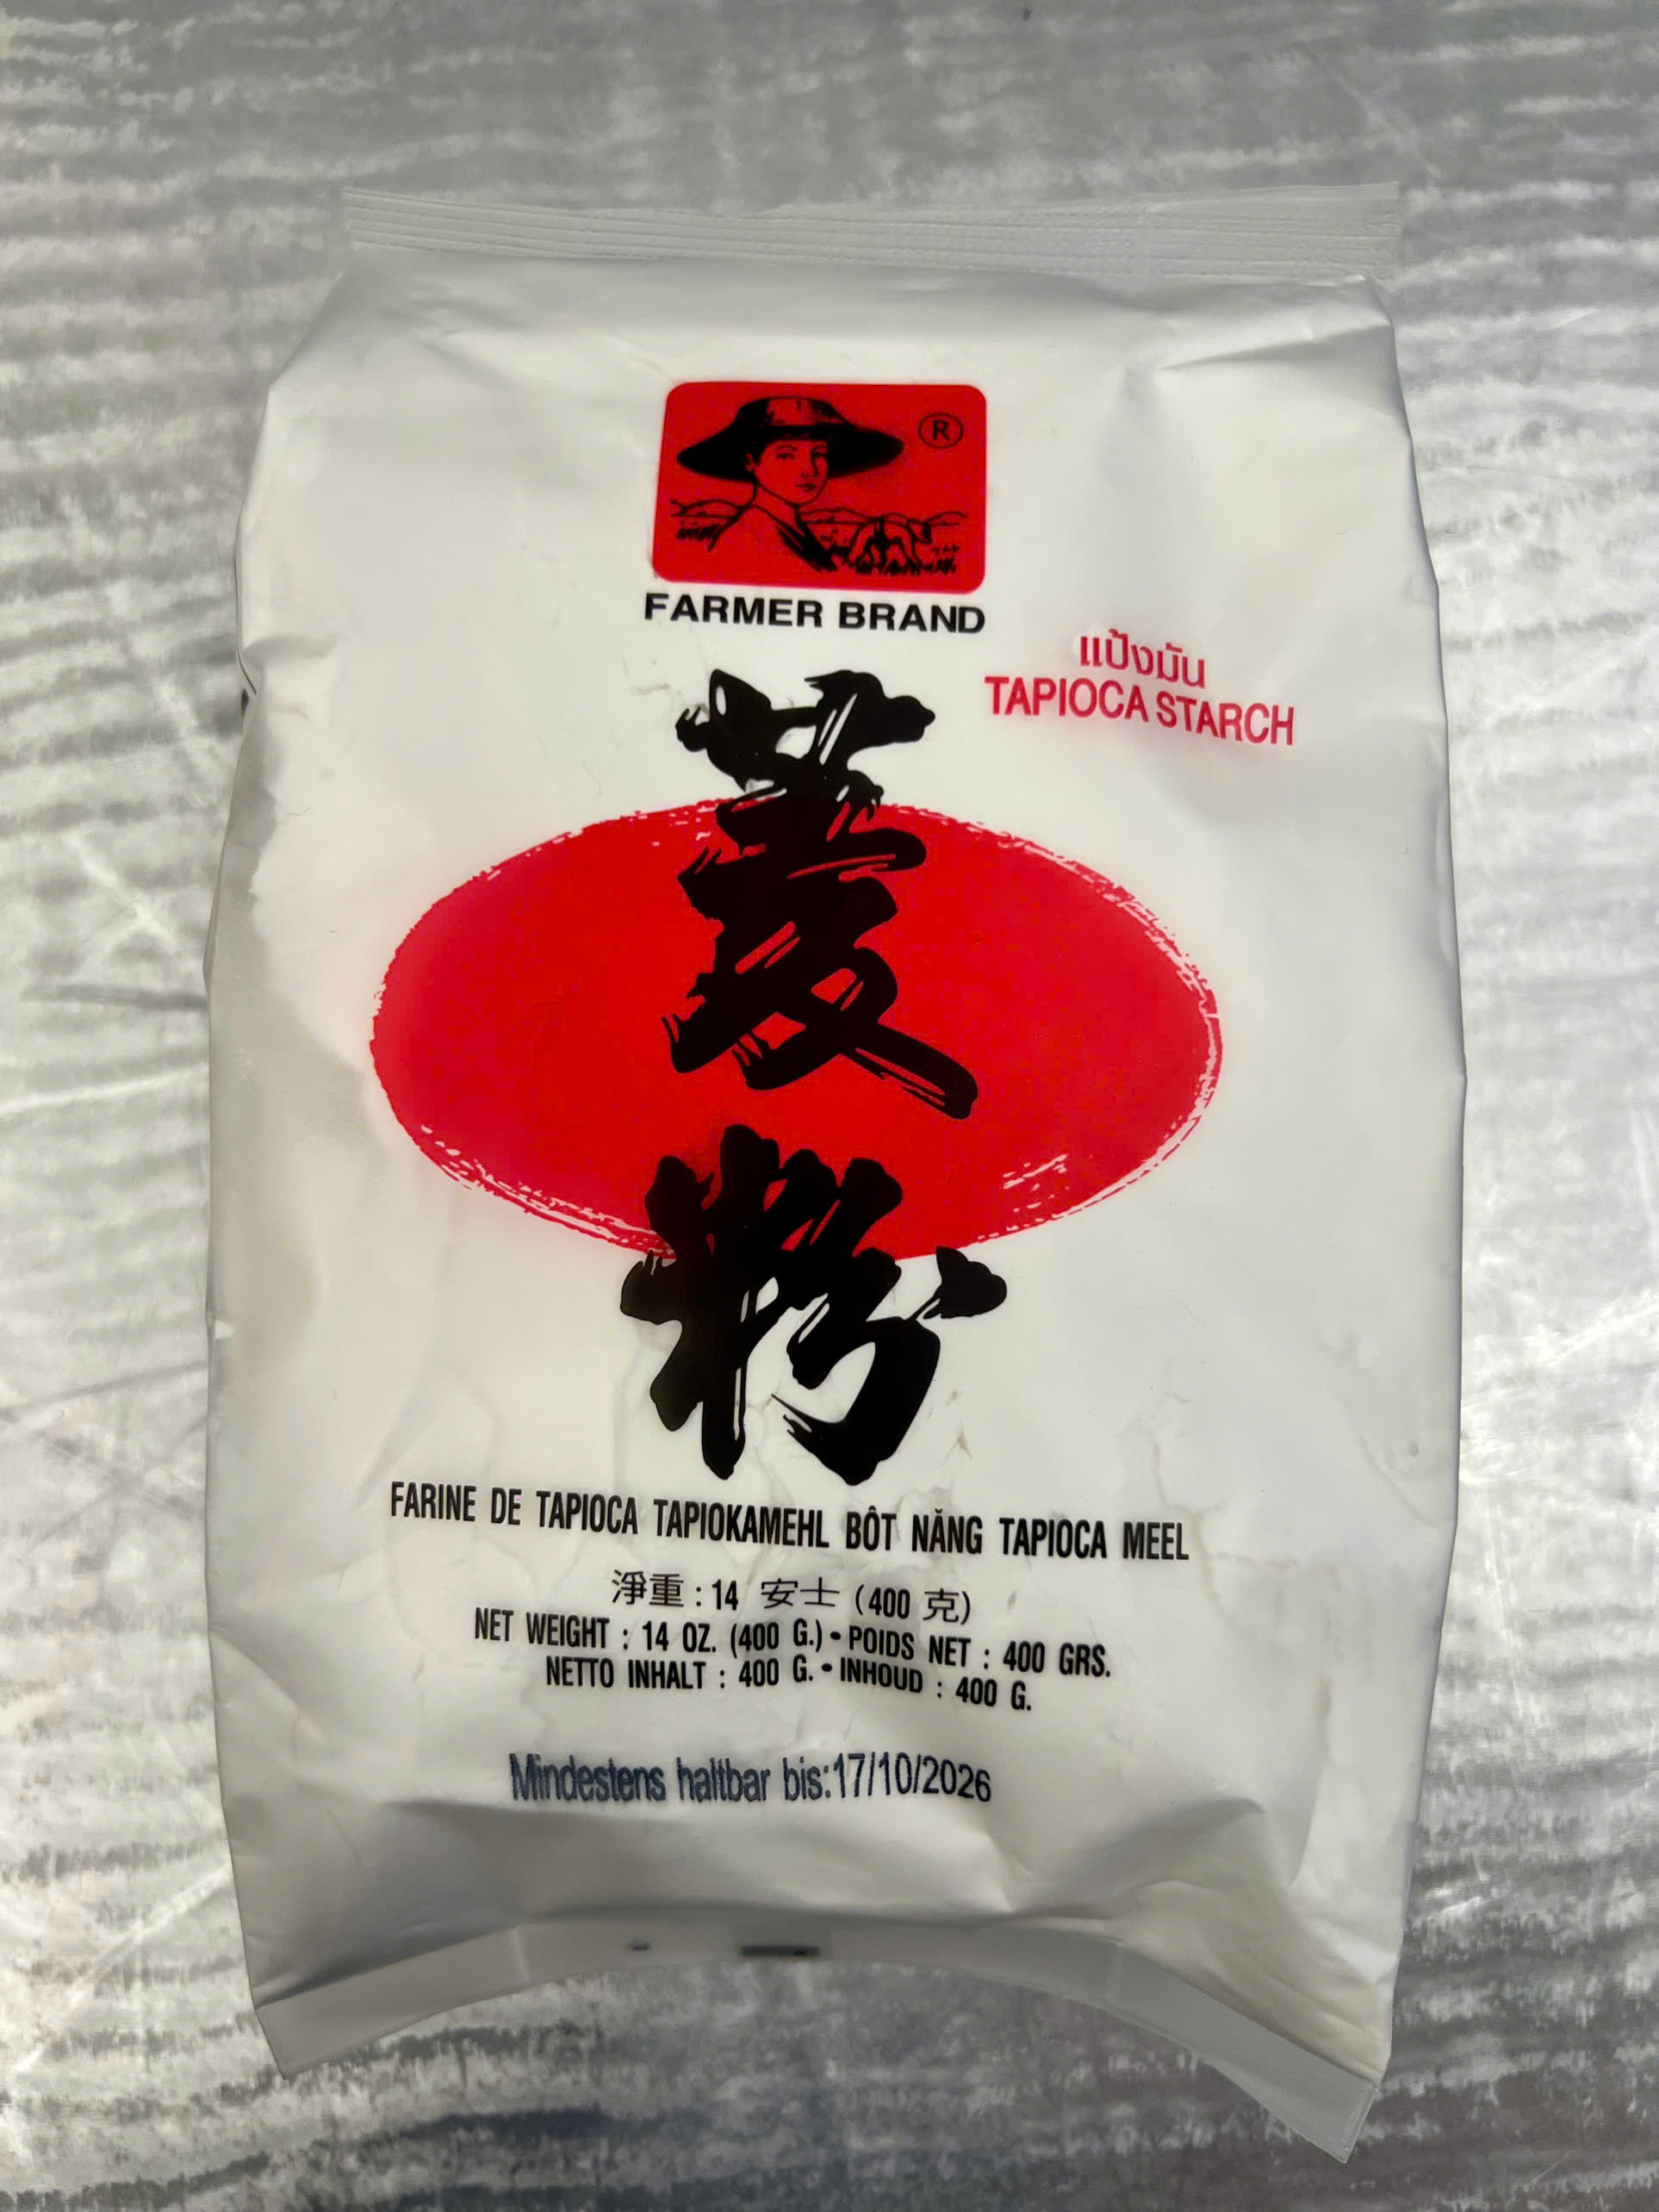 ®
FARMER BRAND
แป้งมัน
TAPIOCA STARCH
菱
粉
FARINE DE TAPIOCA TAPIOKAMEHL BÔT NĂNG TAPIOCA MEEL
淨重 : 14 安士 (400 克)
NET WEIGHT : 14 OZ. (400 G.) • POIDS NET : 400 GRS.
NETTO INHALT : 400 G. • INHOUD : 400 G.
Mindestens haltbar bis:17/10/2026